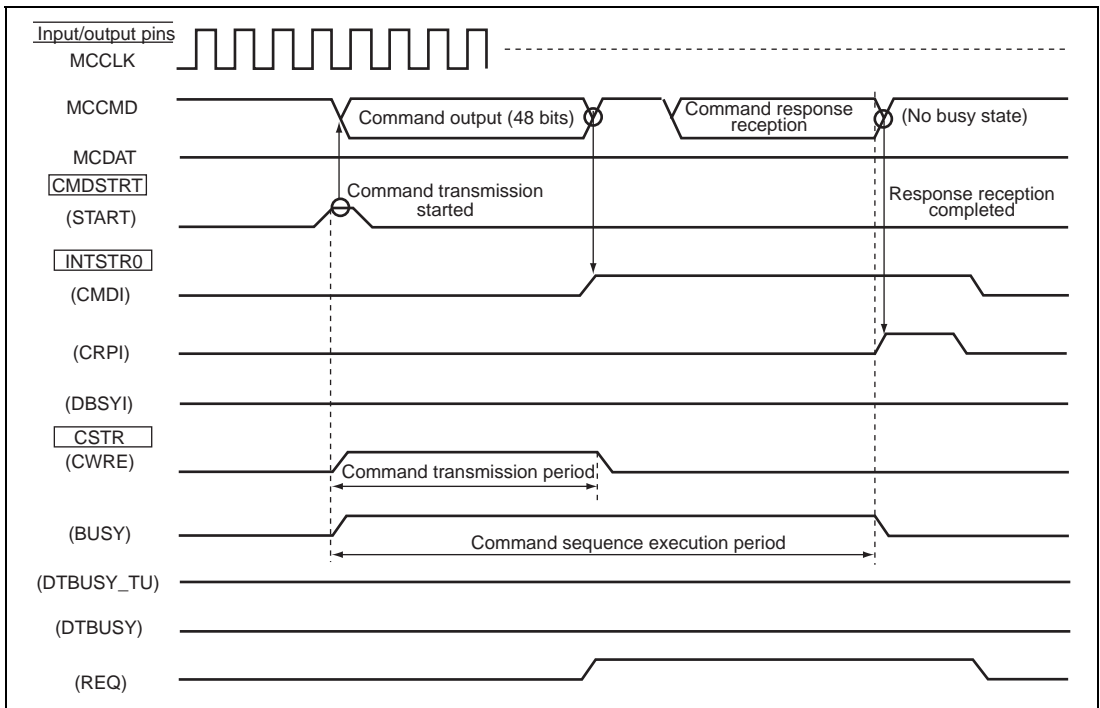 Input/output pins
MCCLK
MCCMD
Command output (48 bits)
Command response
reception
(No busy state)
MCDAT
CMDSTRT
(START)
Command transmission
started
Response reception
completed
INTSTR0
(CMDI)
(CRPI)
(DBSYI)
CSTR
(CWRE)
Command transmission period
(BUSY)
Command sequence execution period
(DTBUSY_TU)
(DTBUSY)
(REQ)